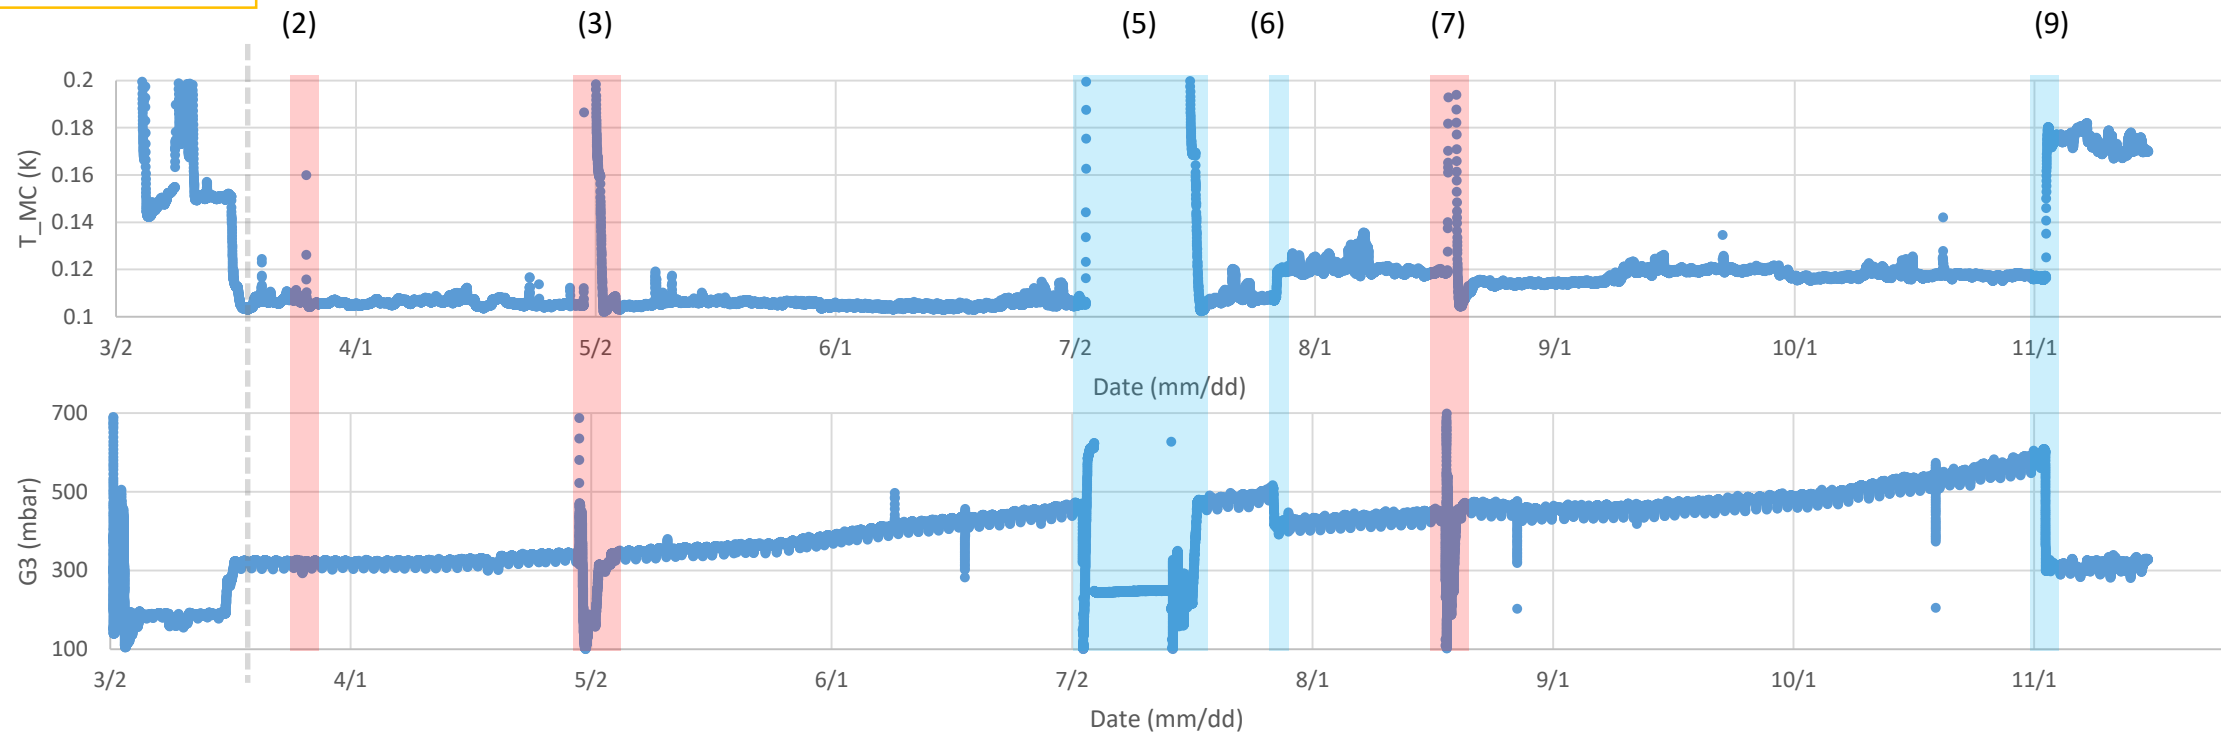 (2) (3) (5) (6) (7) (9)
T_MC (K)
0.2
0.18
0.16
0.14
0.12
0.1
3/2 4/1 5/2 6/1 7/2 8/1 9/1 10/1 11/1
Date (mm/dd)
G3 (mbar)
700
500
300
100
3/2 4/1 5/2 6/1 7/2 8/1 9/1 10/1 11/1
Date (mm/dd)